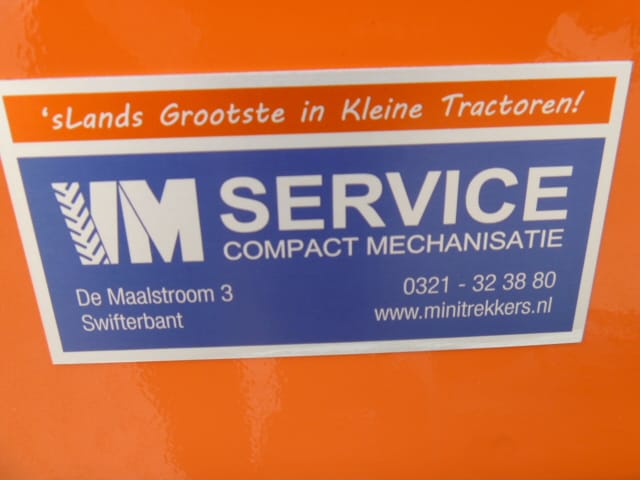 'sLands Grootste in Kleine Tractoren!
VM SERVICE
COMPACT MECHANISATIE
De Maalstroom 3
Swifterbant
0321 - 32 38 80
www.minitrekkers.nl